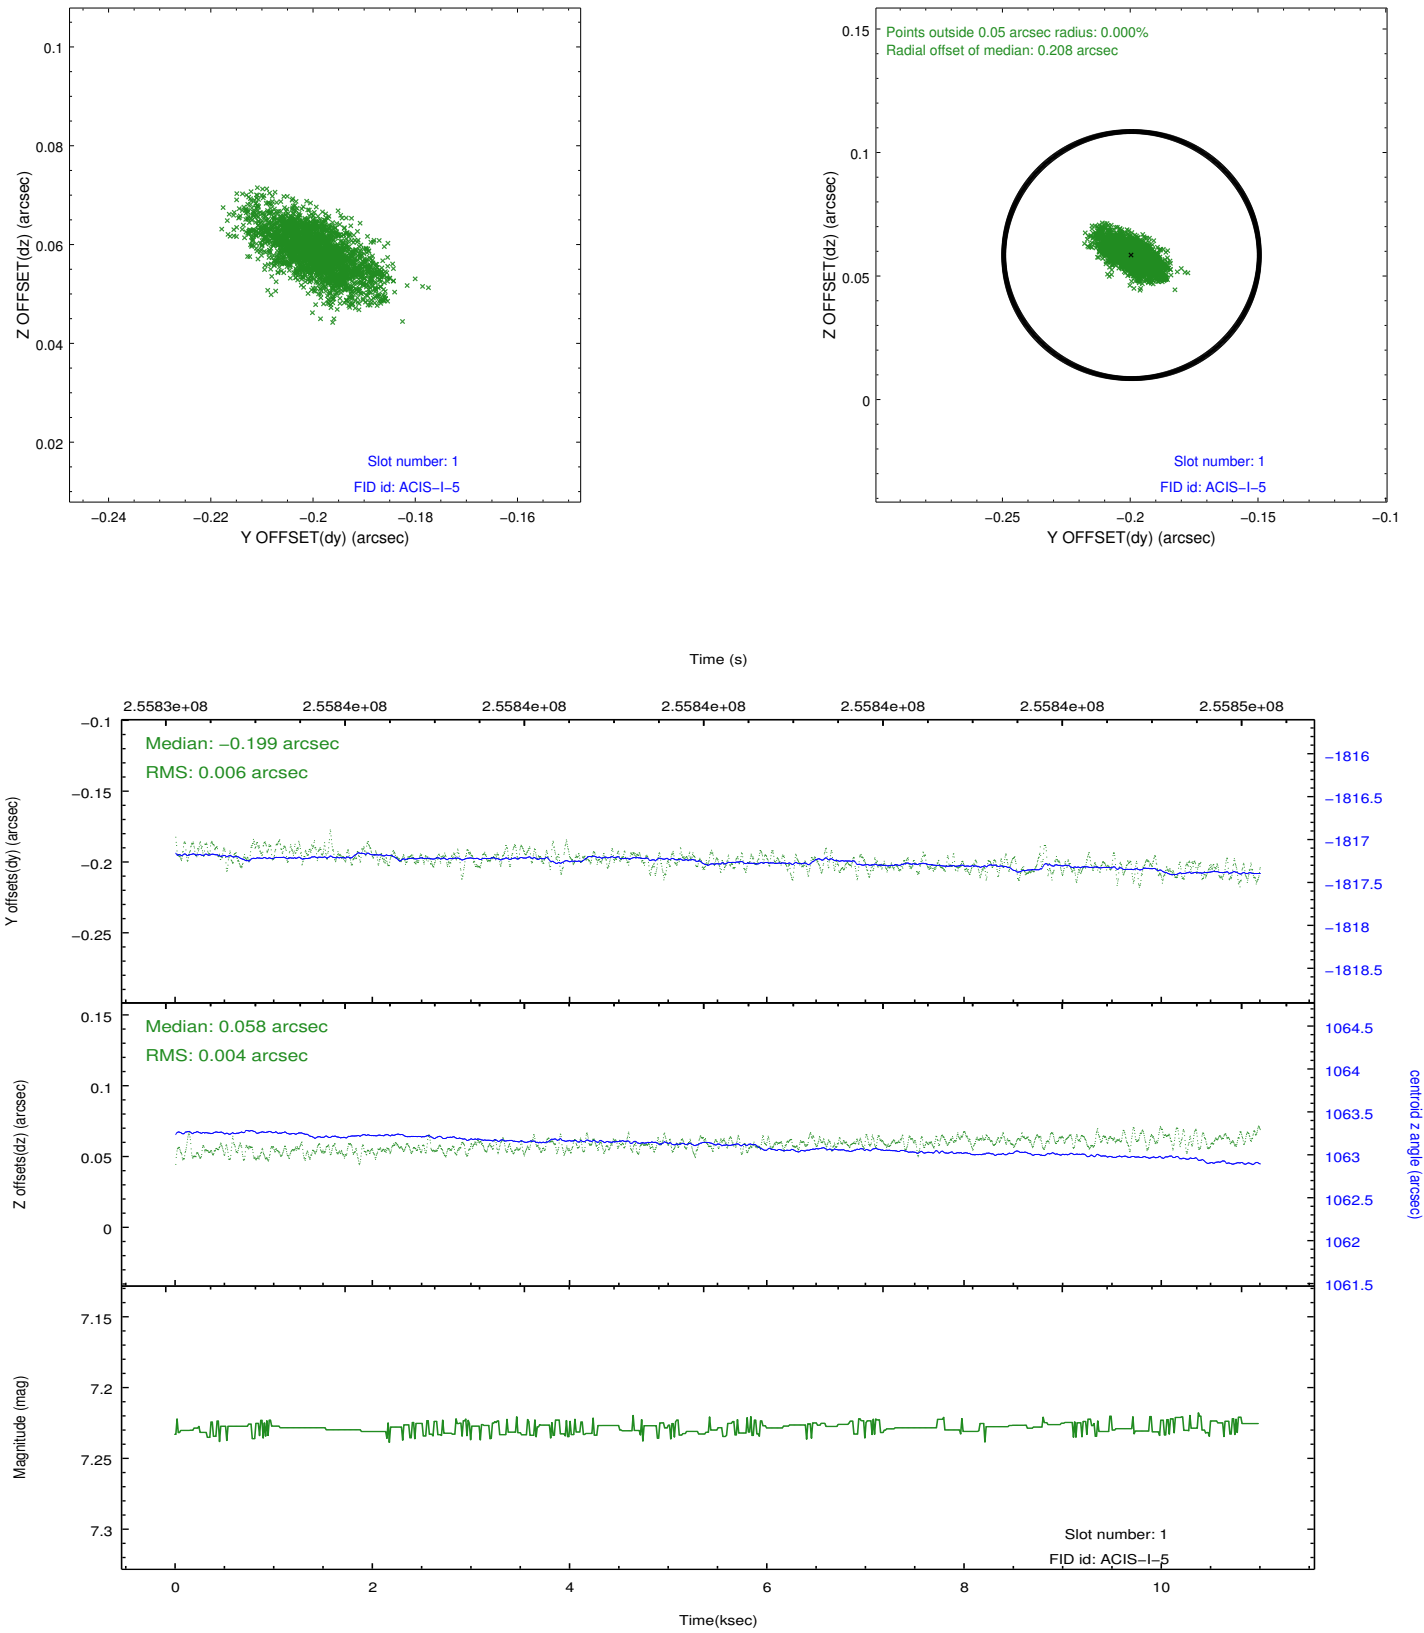 0.1
0.08
0.06
0.04
0.02
Z OFFSET(dz) (arcsec)
Slot number: 1
FID id: ACIS−I−5
−0.24 −0.22 −0.2 −0.18 −0.16
Y OFFSET(dy) (arcsec)
Points outside 0.05 arcsec radius: 0.000%
Radial offset of median: 0.208 arcsec
0.15
0.1
0.05
0
Z OFFSET(dz) (arcsec)
Slot number: 1
FID id: ACIS−I−5
−0.25 −0.2 −0.15 −0.1
Y OFFSET(dy) (arcsec)
Time (s)
2.5583e+08 2.5584e+08 2.5584e+08 2.5584e+08 2.5584e+08 2.5584e+08 2.5585e+08
Median: −0.199 arcsec
RMS: 0.006 arcsec
−0.1
−0.15
−0.2
−0.25
Y offsets(dy) (arcsec)
−1816
−1816.5
−1817
−1817.5
−1818
−1818.5
Median: 0.058 arcsec
RMS: 0.004 arcsec
0.15
0.1
0.05
0
Z offsets(dz) (arcsec)
1064.5
1064
1063.5
1063
1062.5
1062
1061.5
centroid z angle (arcsec)
7.15
7.2
7.25
7.3
Magnitude (mag)
Slot number: 1
FID id: ACIS−I−5
0 2 4 6 8 10
Time(ksec)